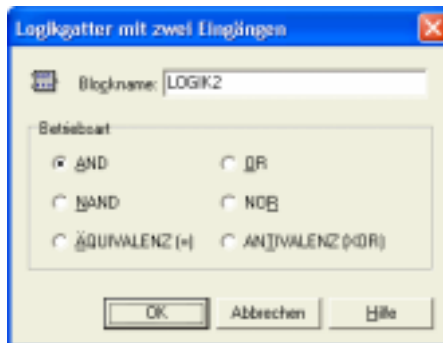 Logikgatter mit zwei Eingängen
Blockname: LOGIK2
Betriebsart
AND OR
NAND NOR
ÄQUIVALENZ (=) ANTIVALENZ (XOR)
OK Abbrechen Hilfe